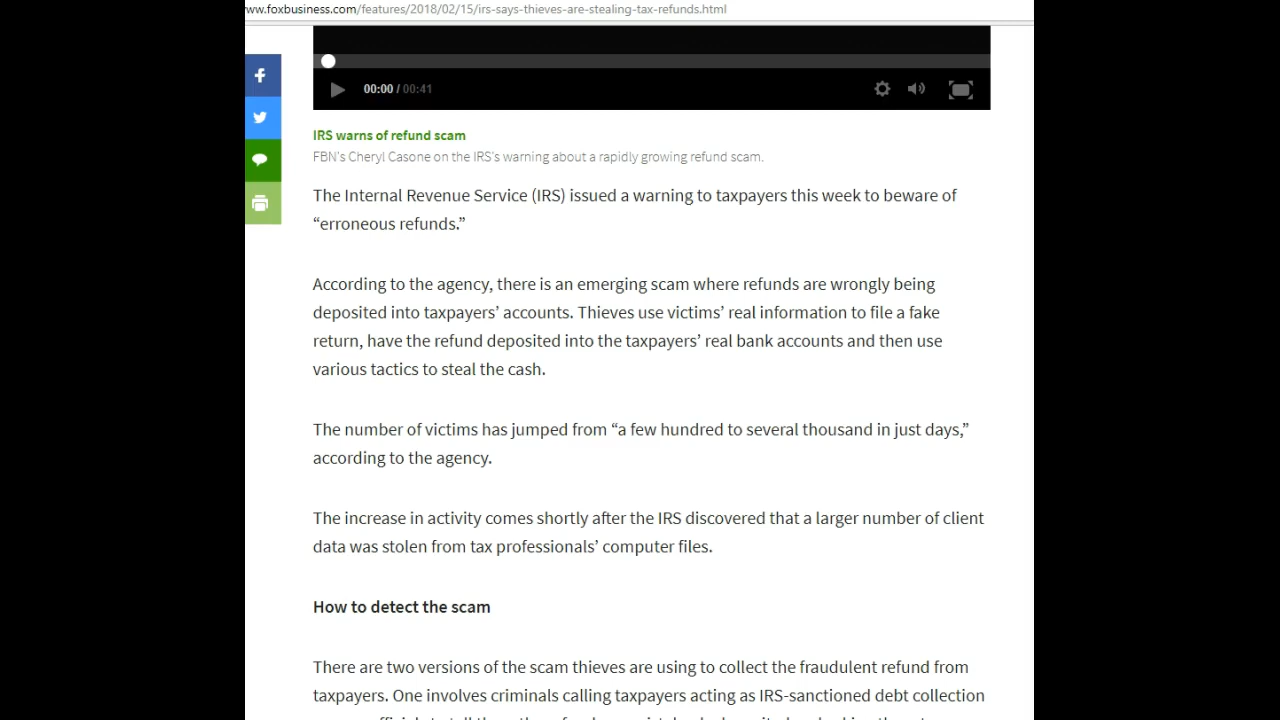 ww.foxbusiness.com/features/2018/02/15/irs-says-thieves-are-stealing-tax-refunds.html
00:00 / 00:41
IRS warns of refund scam
FBN's Cheryl Casone on the IRS's warning about a rapidly growing refund scam.
The Internal Revenue Service (IRS) issued a warning to taxpayers this week to beware of
“erroneous refunds.”
According to the agency, there is an emerging scam where refunds are wrongly being
deposited into taxpayers’ accounts. Thieves use victims’ real information to file a fake
return, have the refund deposited into the taxpayers’ real bank accounts and then use
various tactics to steal the cash.
The number of victims has jumped from “a few hundred to several thousand in just days,”
according to the agency.
The increase in activity comes shortly after the IRS discovered that a larger number of client
data was stolen from tax professionals’ computer files.
How to detect the scam
There are two versions of the scam thieves are using to collect the fraudulent refund from
taxpayers. One involves criminals calling taxpayers acting as IRS-sanctioned debt collection